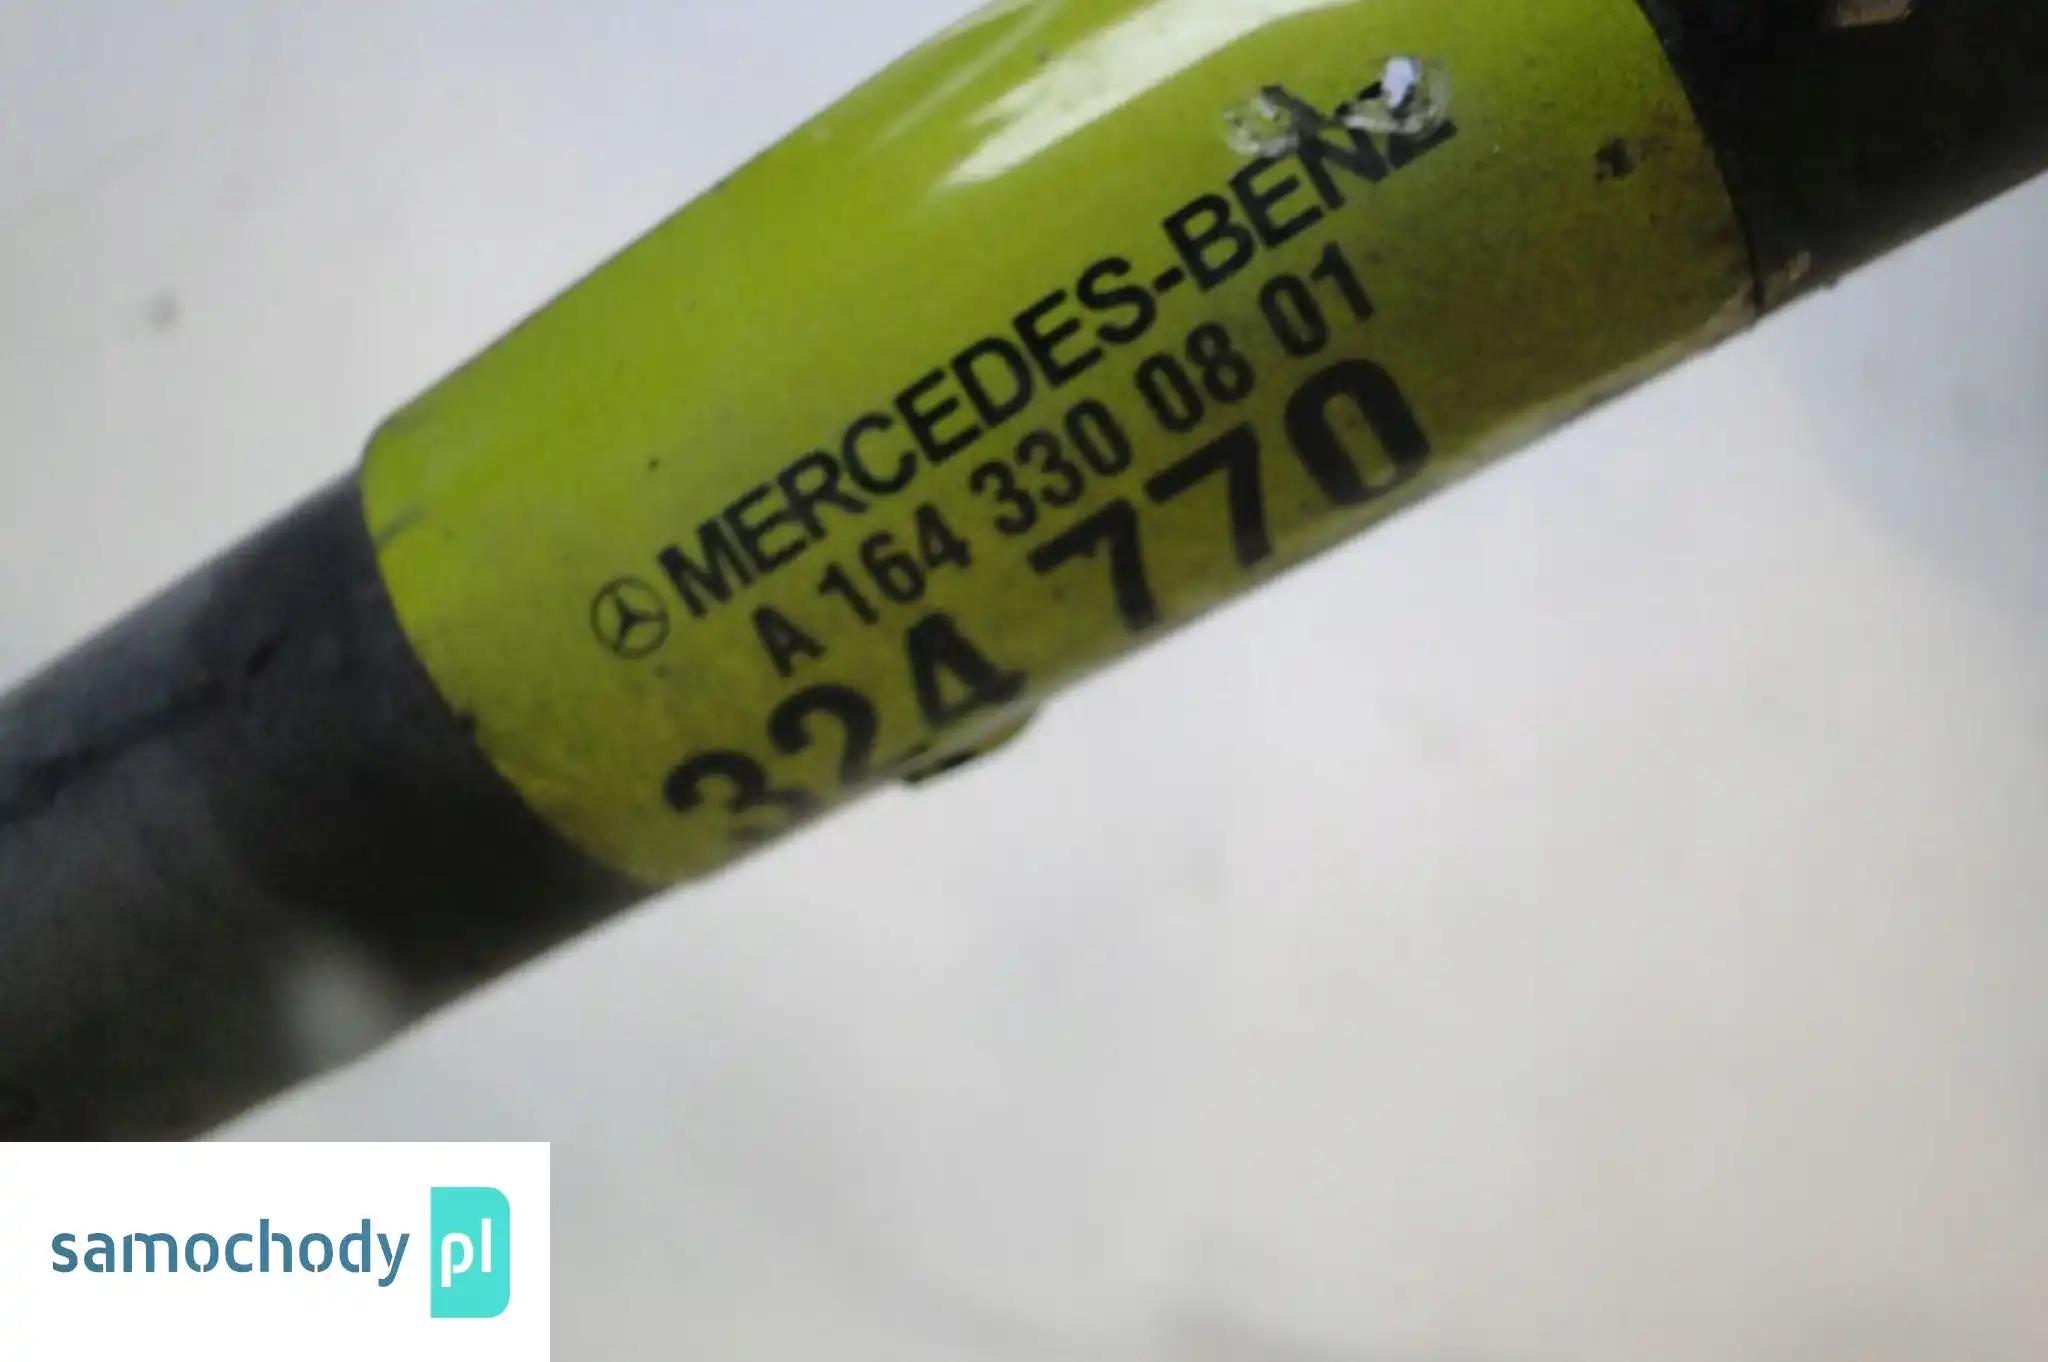 MERCEDES-BENZ
A 164 330 08 01
324 770
samochody pl